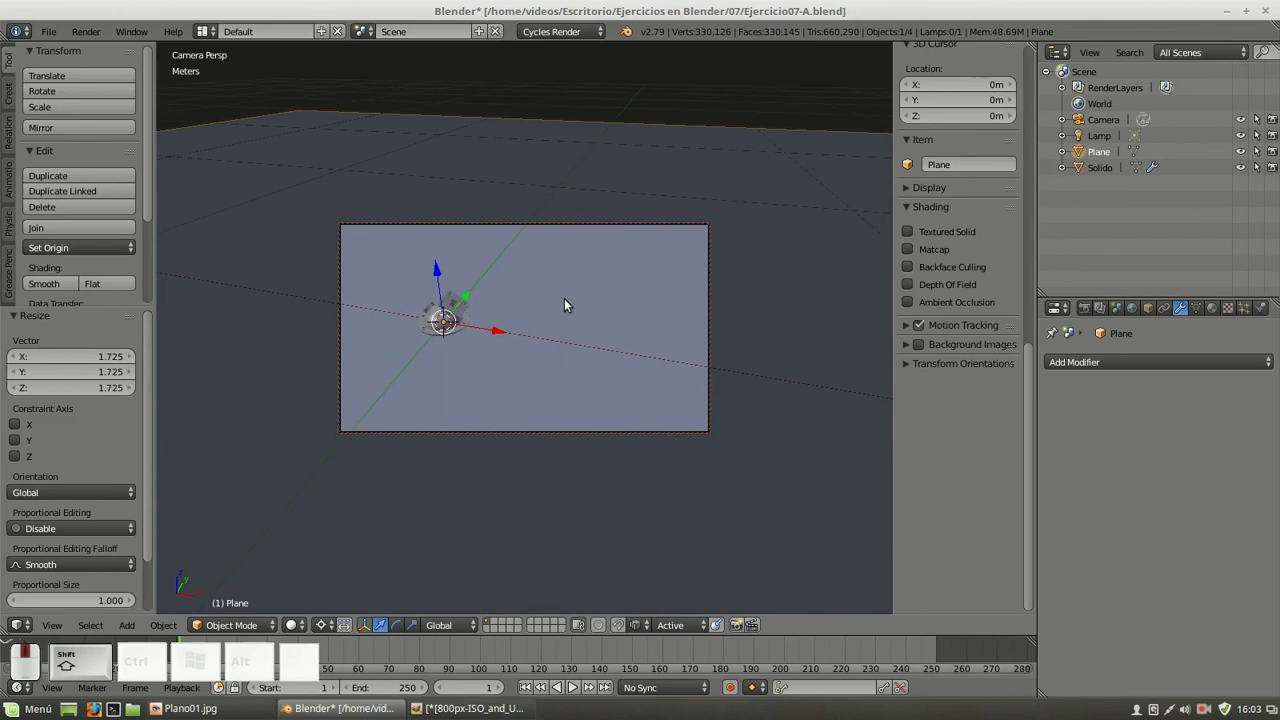 Blender* [/home/videos/Escritorio/Ejercicios en Blender/07/Ejercicio07-A.blend]
File Render Window Help Default Scene Cycles Render v2.79 | Verts:330,126 | Faces:330,145 | Tris:660,290 | Objects:1/4 | Lamps:0/1 | Mem:48.69M | Plane
Tool
Creat
Relation
Animatio
Physic
Grease Penc
Transform
Translate
Rotate
Scale
Mirror
Edit
Duplicate
Duplicate Linked
Delete
Join
Set Origin
Shading:
Smooth Flat
Data Transfer:
Resize
Vector
X: 1.725
Y: 1.725
Z: 1.725
Constraint Axis
X
Y
Z
Orientation
Global
Proportional Editing
Disable
Proportional Editing Falloff
Smooth
Proportional Size
1.000
Camera Persp
Meters
z
y
(1) Plane
3D Cursor
Location:
X: 0m
Y: 0m
Z: 0m
Item
Plane
Display
Shading
Textured Solid
Matcap
Backface Culling
Depth Of Field
Ambient Occlusion
Motion Tracking
Background Images
Transform Orientations
View Search All Scenes
Scene
RenderLayers
World
Camera
Lamp
Plane
Solido
Plane
Add Modifier
View Select Add Object Object Mode Global Active
Shift Ctrl Alt
50 60 70 80 90 100 110 120 130 140 150 160 170 180 190 200 210 220 230 240 250 260 270 280
View Marker Frame Playback Start: 1 End: 250 1 No Sync
Menú Plano01.jpg Blender* [/home/vid... [*[800px-ISO_and_U... 16:03